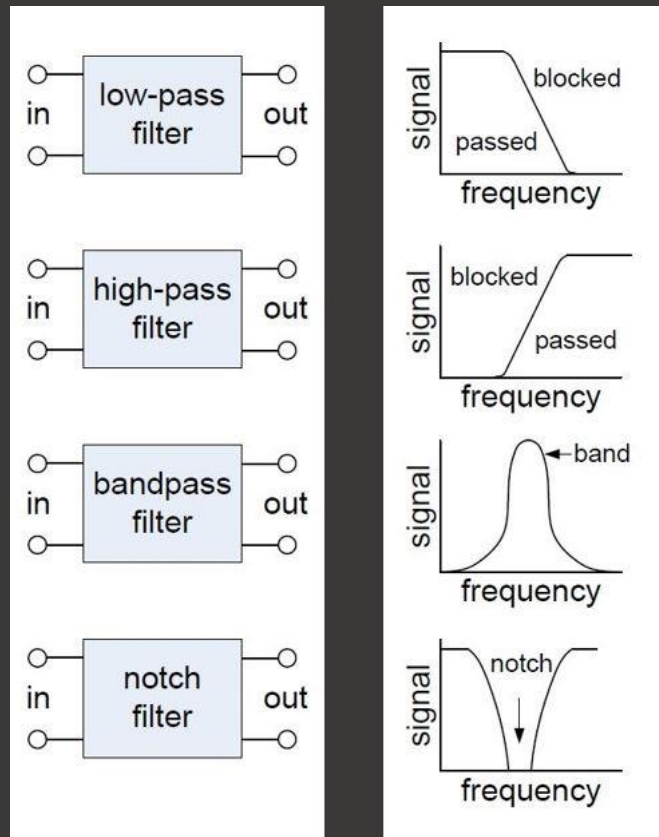 low-pass
filter
in
out
signal
blocked
passed
frequency
high-pass
filter
in
out
signal
blocked
passed
frequency
bandpass
filter
in
out
signal
band
frequency
notch
filter
in
out
signal
notch
frequency